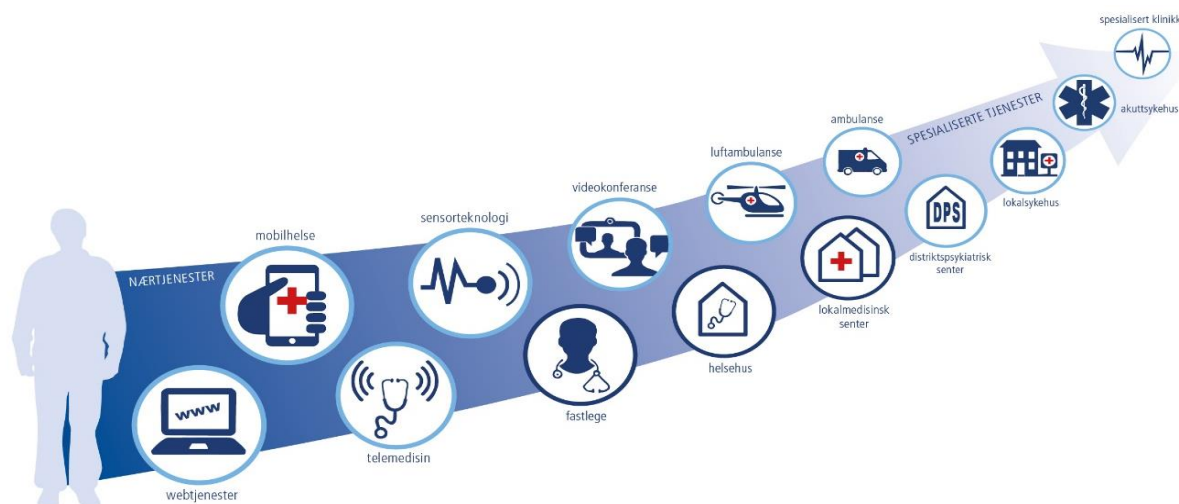 spesialisert klinikk
akuttsykehus
SPESIALISERTE TJENESTER
ambulanse
lokalsykehus
luftambulanse
DPS
distriktspsykiatrisk
senter
videokonferanse
lokalmedisinsk
senter
sensorteknologi
helsehus
mobilhelse
fastlege
NÆRTJENESTER
telemedisin
www
webtjenester